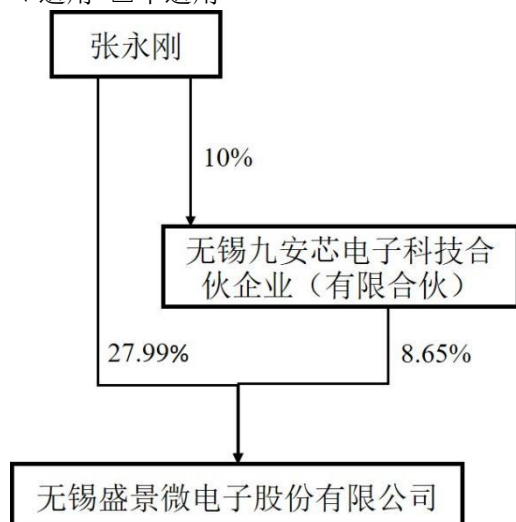 张永刚
10%
无锡九安芯电子科技合
伙企业（有限合伙）
27.99%
8.65%
无锡盛景微电子股份有限公司